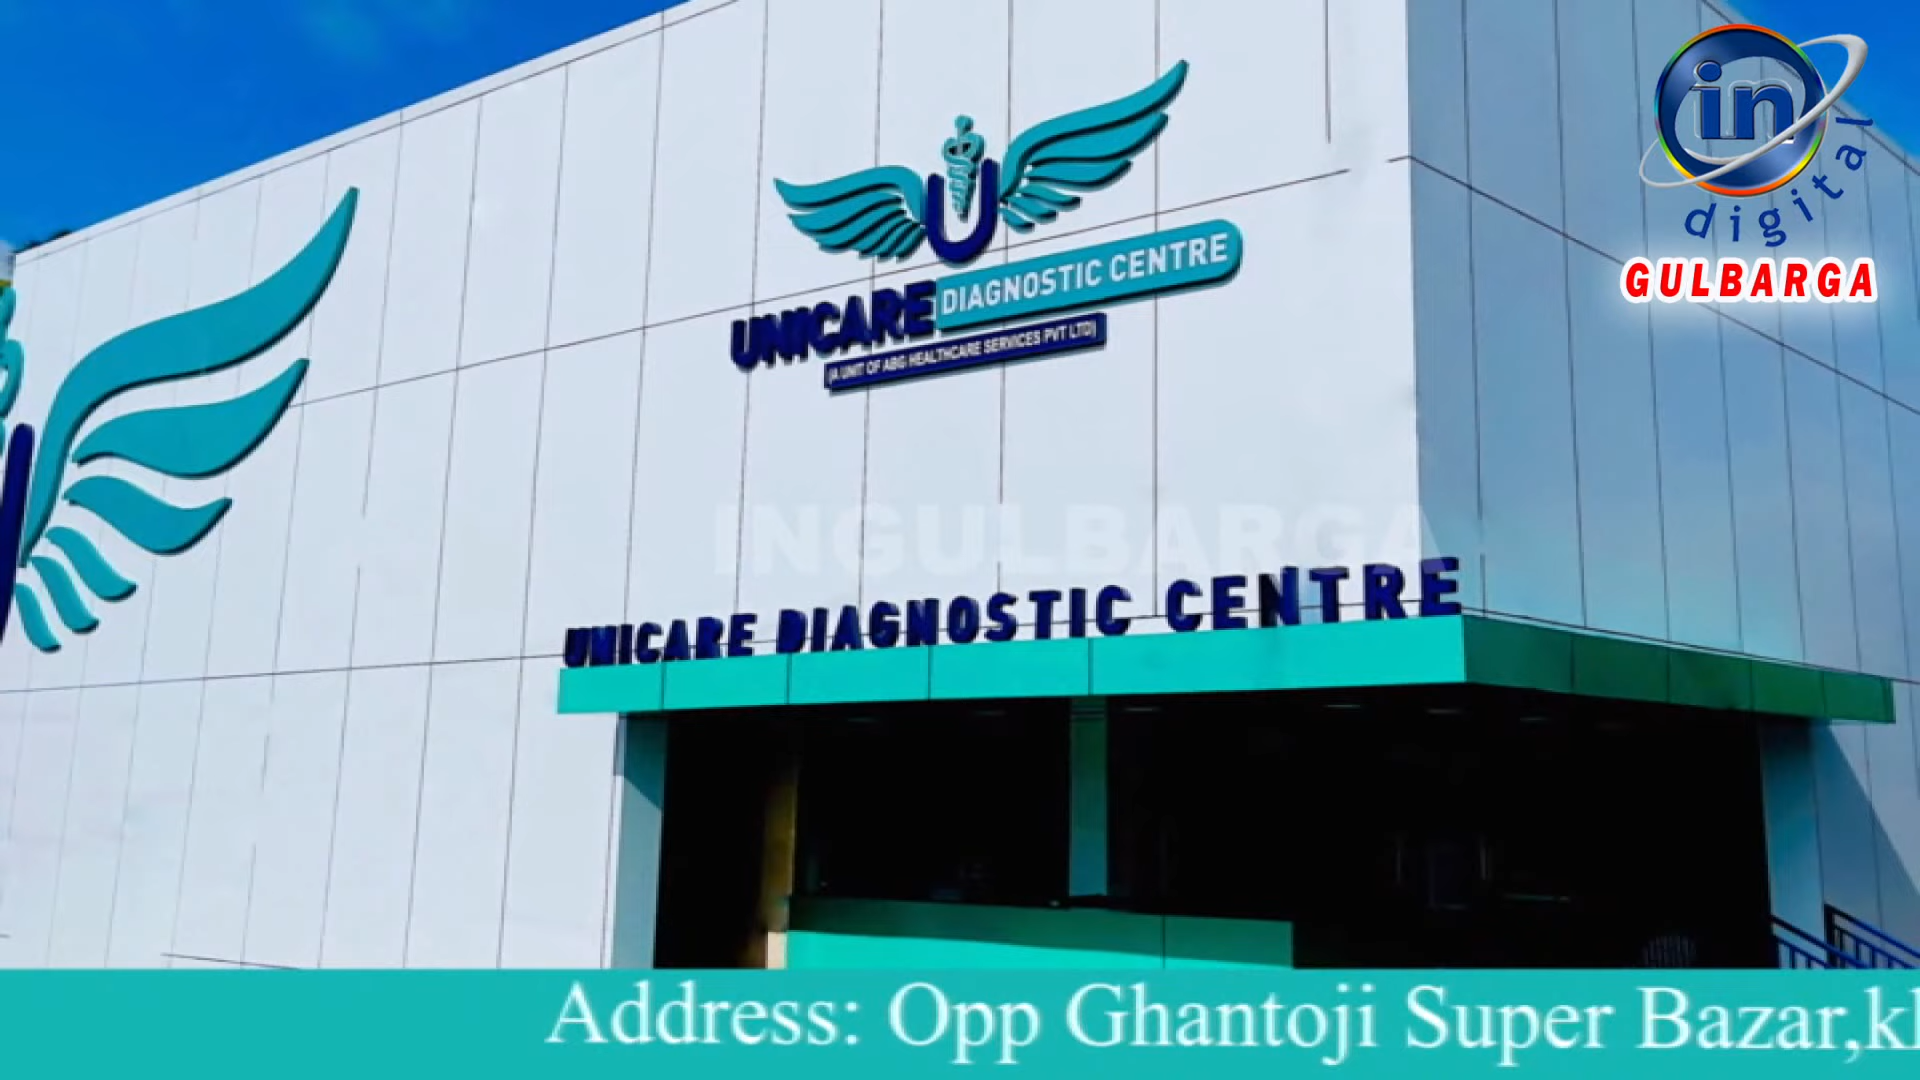 in
digital
GULBARGA
U
UNICARE DIAGNOSTIC CENTRE
(A UNIT OF ABG HEALTHCARE SERVICES PVT LTD)
INGULBARGA
UNICARE DIAGNOSTIC CENTRE
Address: Opp Ghantoji Super Bazar,